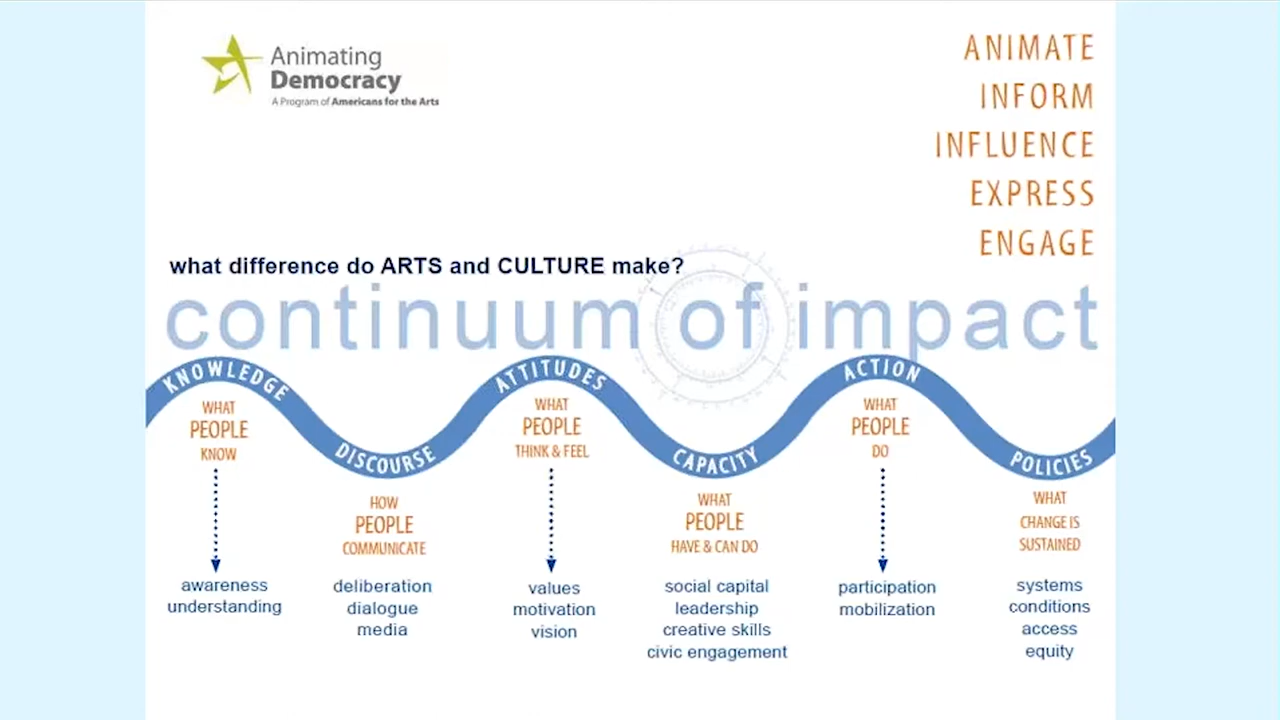 Animating
Democracy
A Program of Americans for the Arts
ANIMATE
INFORM
INFLUENCE
EXPRESS
ENGAGE
what difference do ARTS and CULTURE make?
continuum of impact
KNOWLEDGE
WHAT
PEOPLE
KNOW
awareness
understanding
DISCOURSE
HOW
PEOPLE
COMMUNICATE
deliberation
dialogue
media
ATTITUDES
WHAT
PEOPLE
THINK & FEEL
values
motivation
vision
CAPACITY
WHAT
PEOPLE
HAVE & CAN DO
social capital
leadership
creative skills
civic engagement
ACTION
WHAT
PEOPLE
DO
participation
mobilization
POLICIES
WHAT
CHANGE IS
SUSTAINED
systems
conditions
access
equity